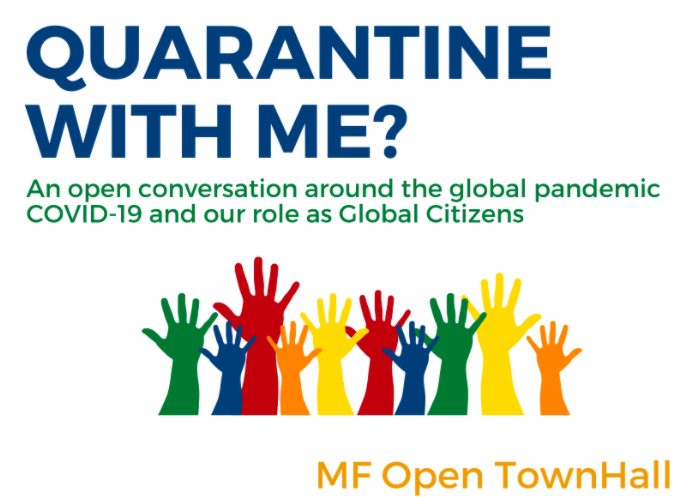 QUARANTINE
WITH ME?
An open conversation around the global pandemic
COVID-19 and our role as Global Citizens
MF Open TownHall